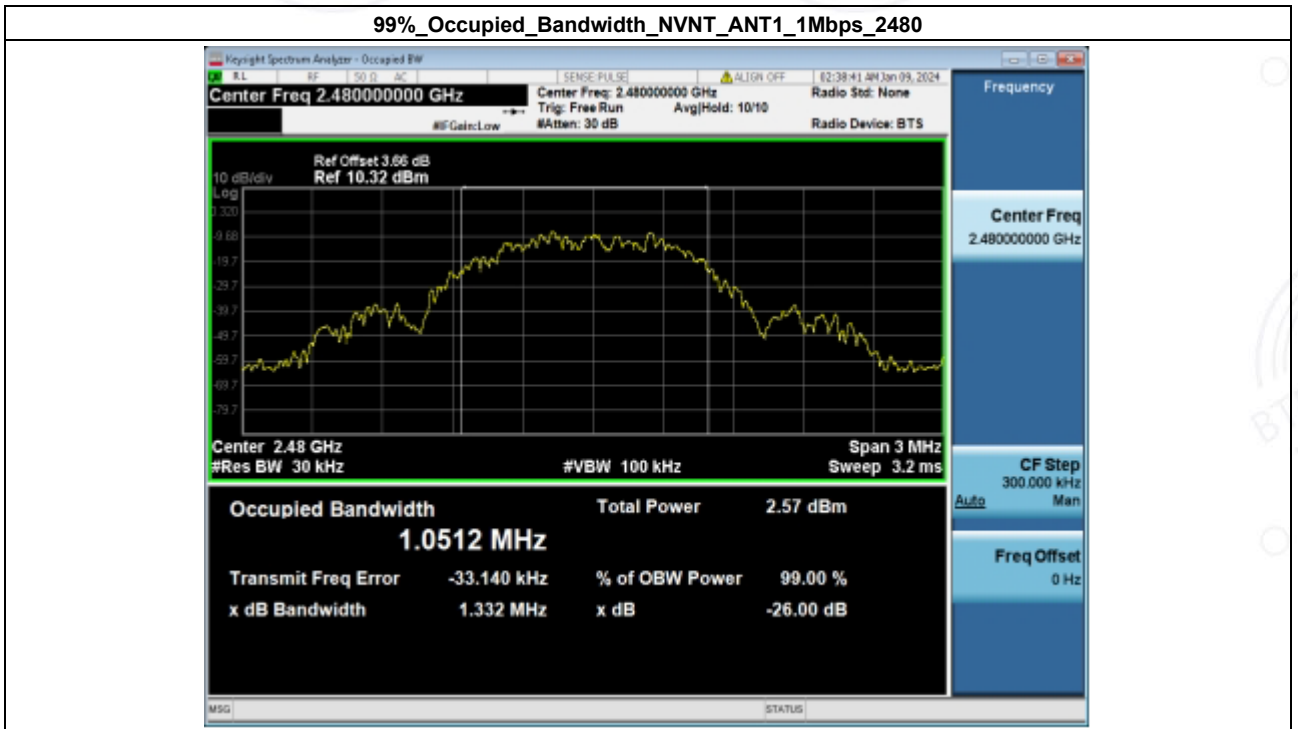 99%_Occupied_Bandwidth_NVNT_ANT1_1Mbps_2480
Keysight Spectrum Analyzer - Occupied BW
RL RF 50 Ω AC SENSE:PULSE ALIGN OFF 02:38:41 AM Jan 09, 2024
Center Freq 2.480000000 GHz
Center Freq: 2.480000000 GHz Radio Std: None
Trig: Free Run Avg|Hold: 10/10
#IFGain:Low #Atten: 30 dB Radio Device: BTS
Frequency
Ref Offset 3.66 dB
10 dB/div Ref 10.32 dBm
Log
0.320
-9.68
-19.7
-29.7
-39.7
-49.7
-59.7
-69.7
-79.7
Center Freq
2.480000000 GHz
Center 2.48 GHz Span 3 MHz
#Res BW 30 kHz #VBW 100 kHz Sweep 3.2 ms
CF Step
300.000 kHz
Auto Man
Occupied Bandwidth Total Power 2.57 dBm
1.0512 MHz
Transmit Freq Error -33.140 kHz % of OBW Power 99.00 %
x dB Bandwidth 1.332 MHz x dB -26.00 dB
Freq Offset
0 Hz
MSG STATUS